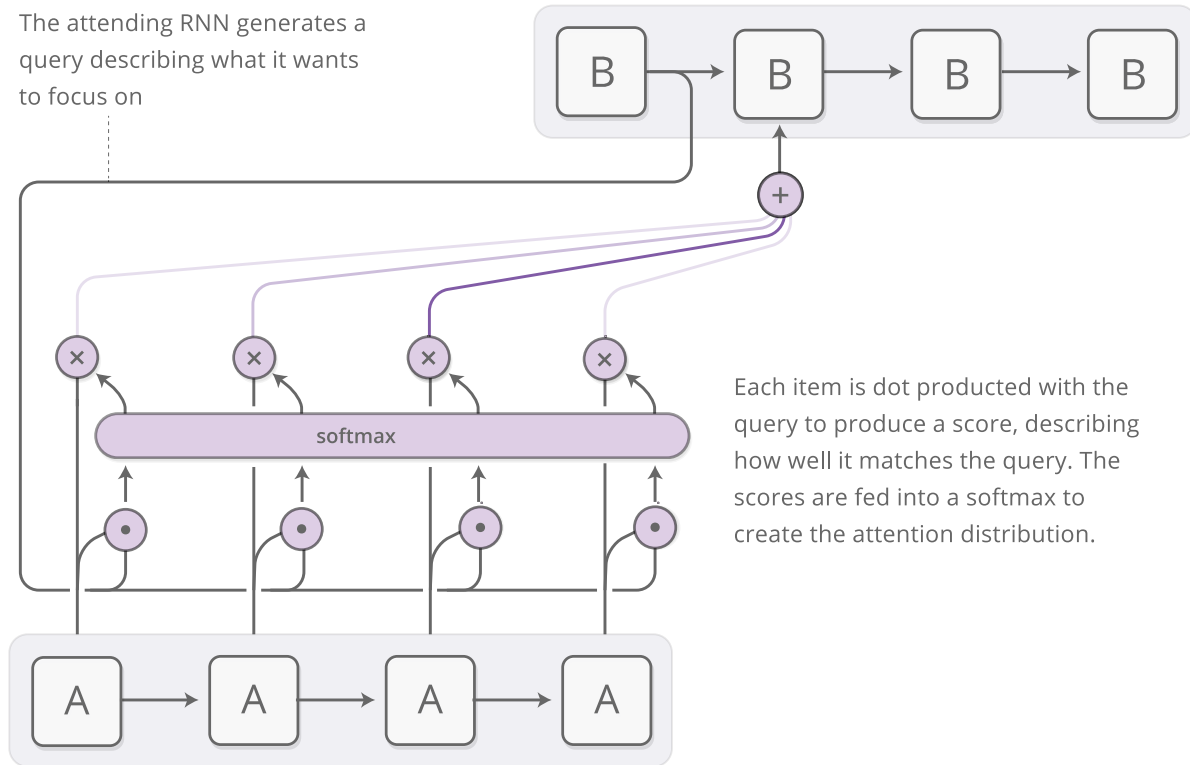 The attending RNN generates a
query describing what it wants
to focus on
B
B
B
B
+
×
×
×
×
softmax
Each item is dot producted with the
query to produce a score, describing
how well it matches the query. The
scores are fed into a softmax to
create the attention distribution.
A
A
A
A